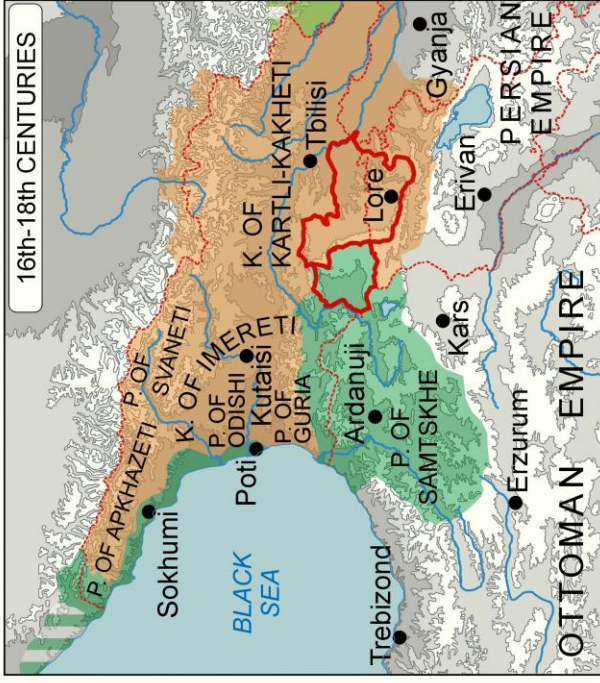 16th-18th CENTURIES
P. OF APKHAZETI
P. OF
SVANETI
K. OF IMERETI
P. OF
ODISHI
Kutaisi
P. OF
GURIA
K. OF
KARTLI-KAKHETI
Tbilisi
Sokhumi
Poti
BLACK
SEA
Ardanuji
P. OF
SAMTSKHE
Lore
Gyanja
Erivan
PERSIAN
EMPIRE
Kars
Trebizond
Erzurum
OTTOMAN EMPIRE